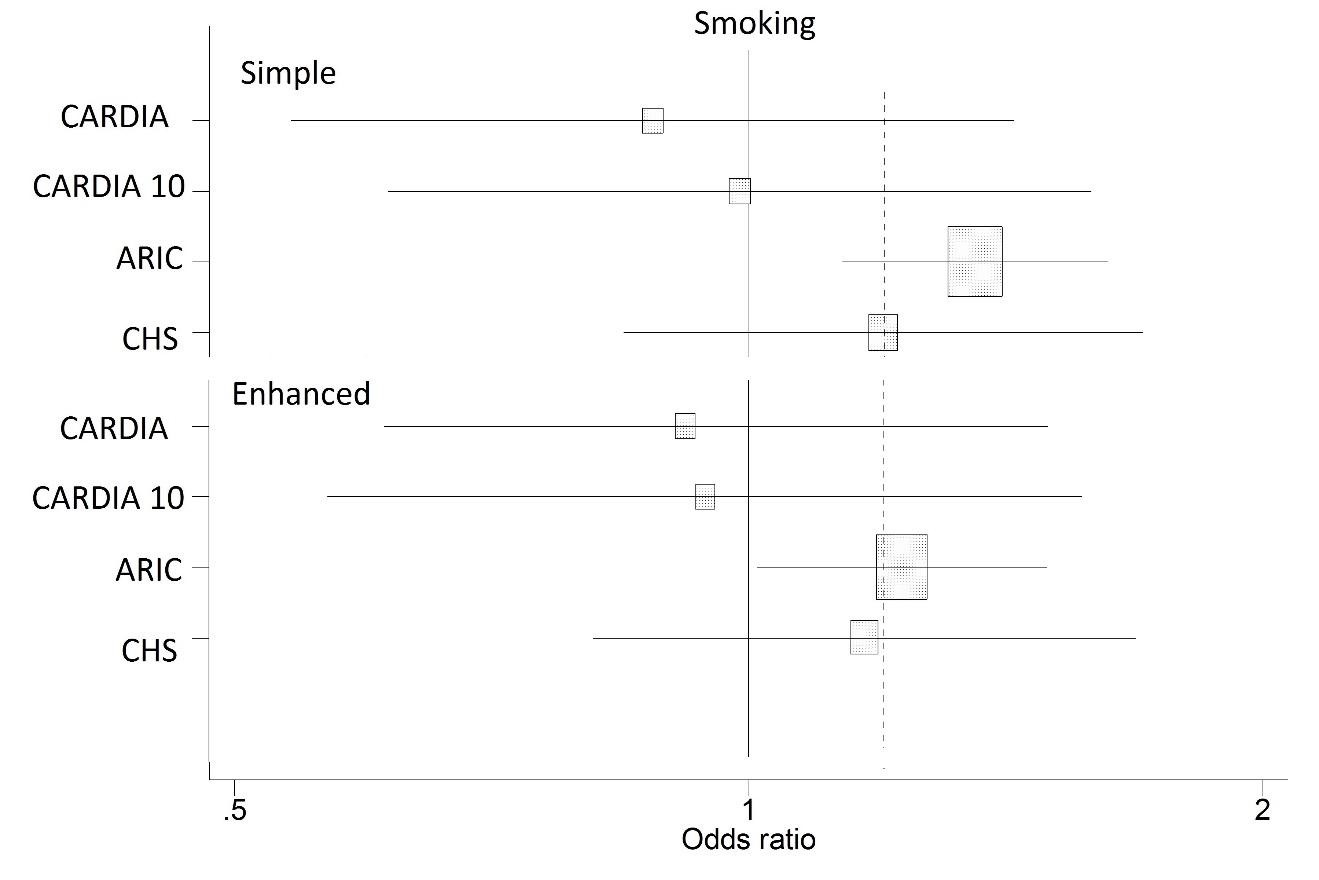 Smoking
Simple
CARDIA
CARDIA 10
ARIC
CHS
Enhanced
CARDIA
CARDIA 10
ARIC
CHS
.5 1 2
Odds ratio